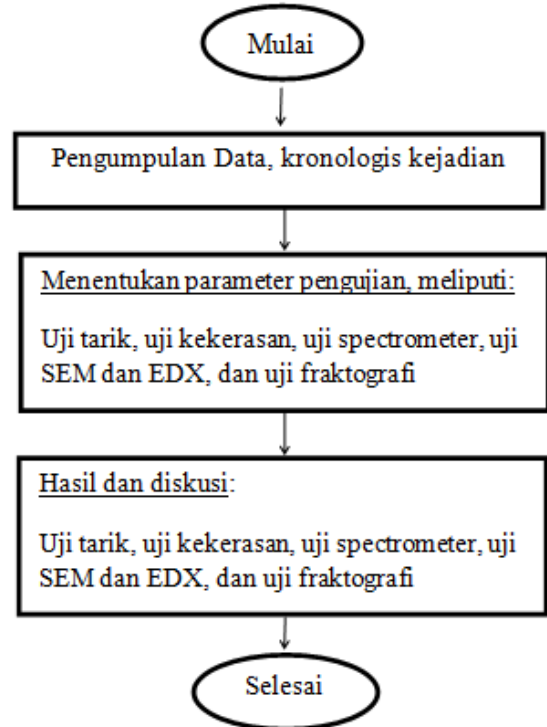 Mulai
Pengumpulan Data, kronologis kejadian
Menentukan parameter pengujian, meliputi:
Uji tarik, uji kekerasan, uji spectrometer, uji
SEM dan EDX, dan uji fraktografi
Hasil dan diskusi:
Uji tarik, uji kekerasan, uji spectrometer, uji
SEM dan EDX, dan uji fraktografi
Selesai